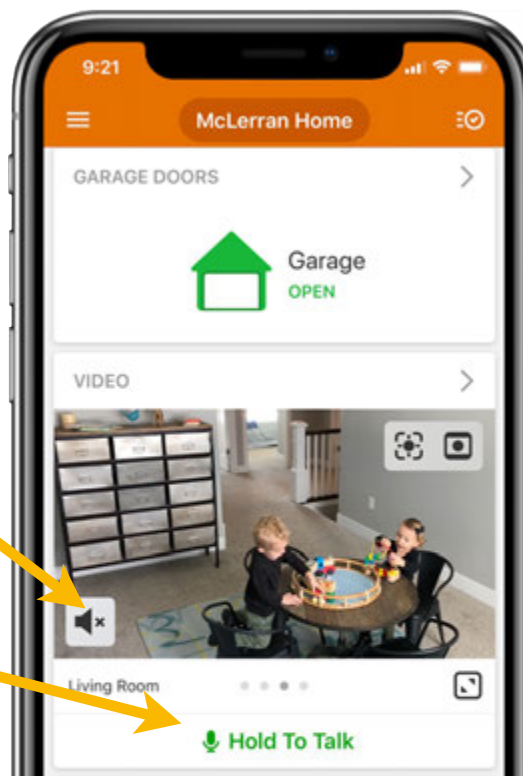 9:21
McLerran Home
GARAGE DOORS
Garage
OPEN
VIDEO
Living Room
Hold To Talk